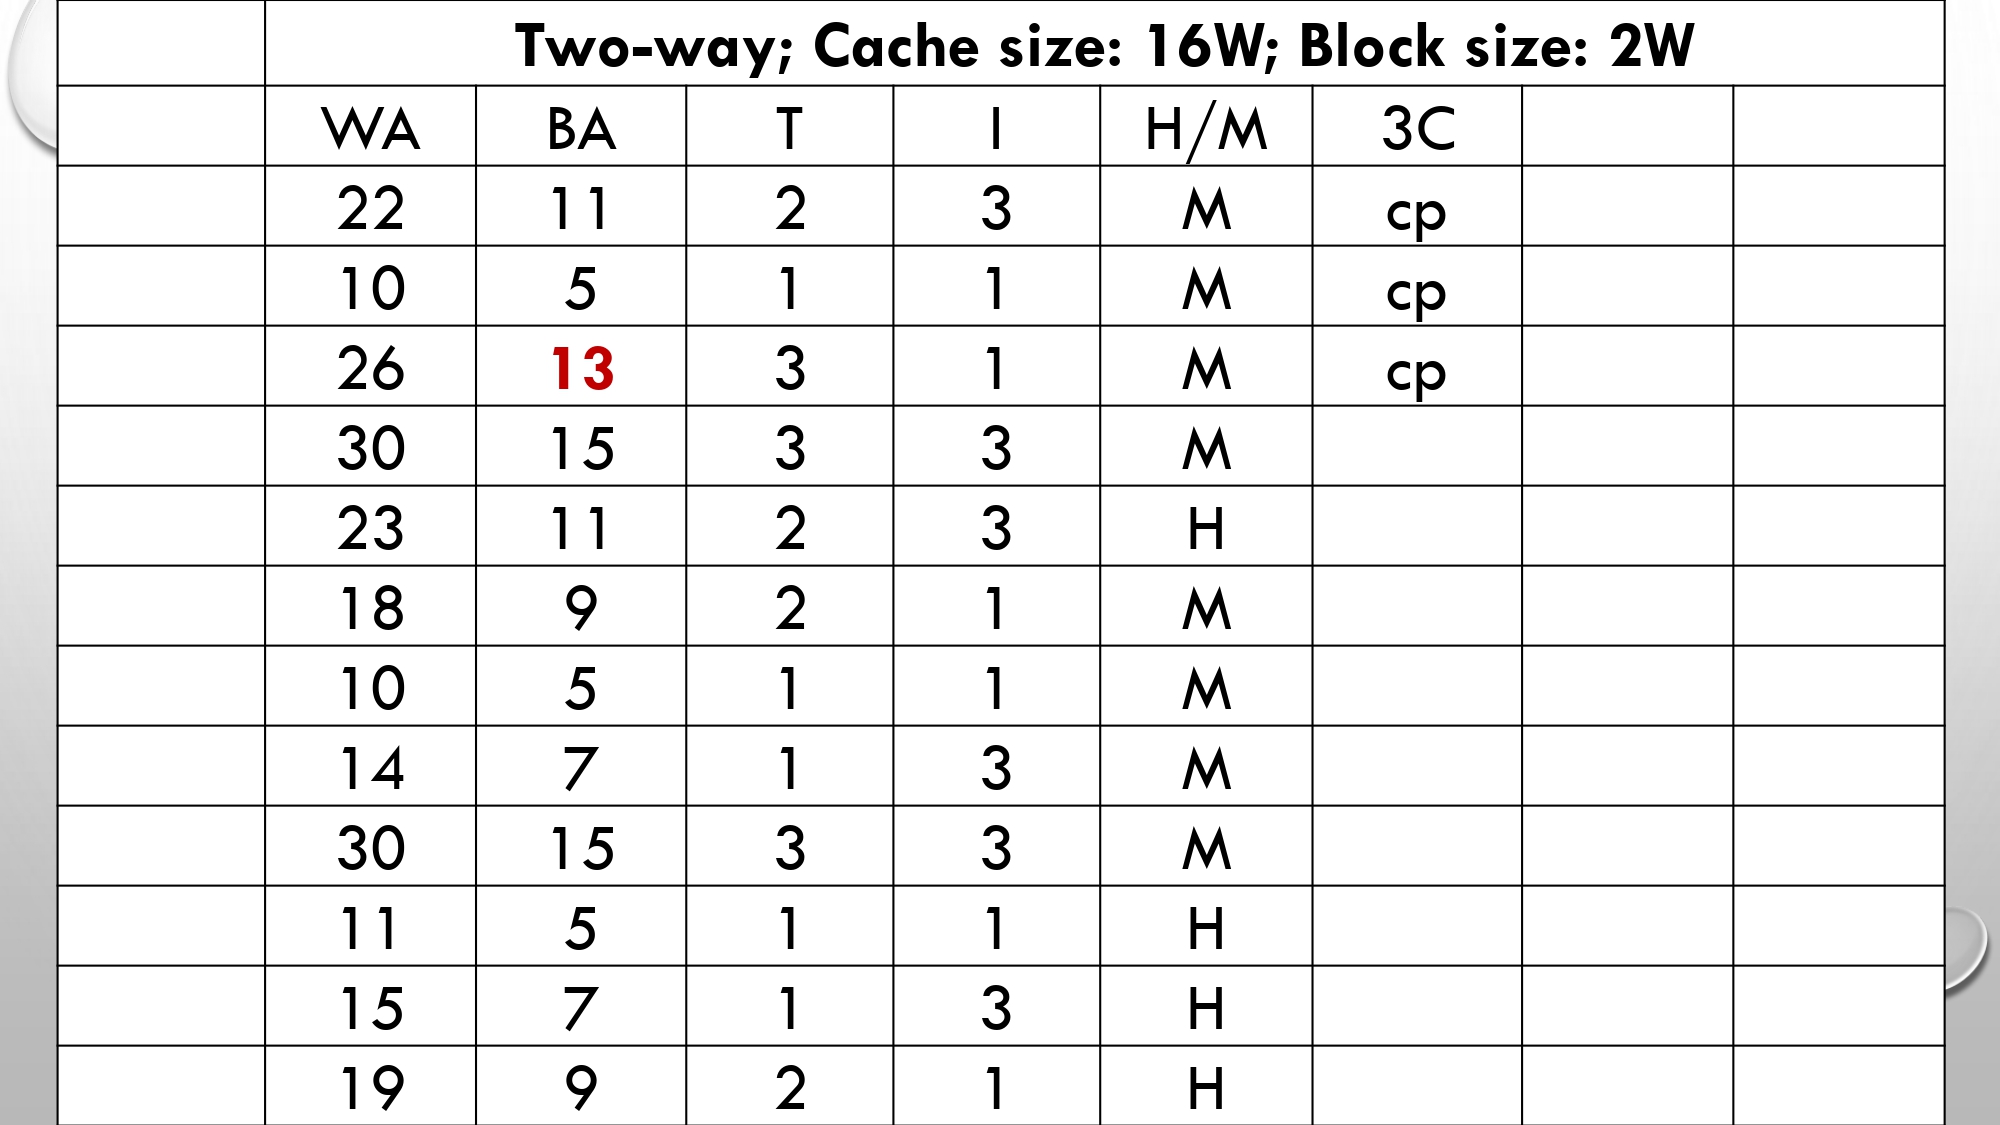 Two-way; Cache size: 16W; Block size: 2W
WA BA T I H/M 3C
22 11 2 3 M cp
10 5 1 1 M cp
26 13 3 1 M cp
30 15 3 3 M
23 11 2 3 H
18 9 2 1 M
10 5 1 1 M
14 7 1 3 M
30 15 3 3 M
11 5 1 1 H
15 7 1 3 H
19 9 2 1 H